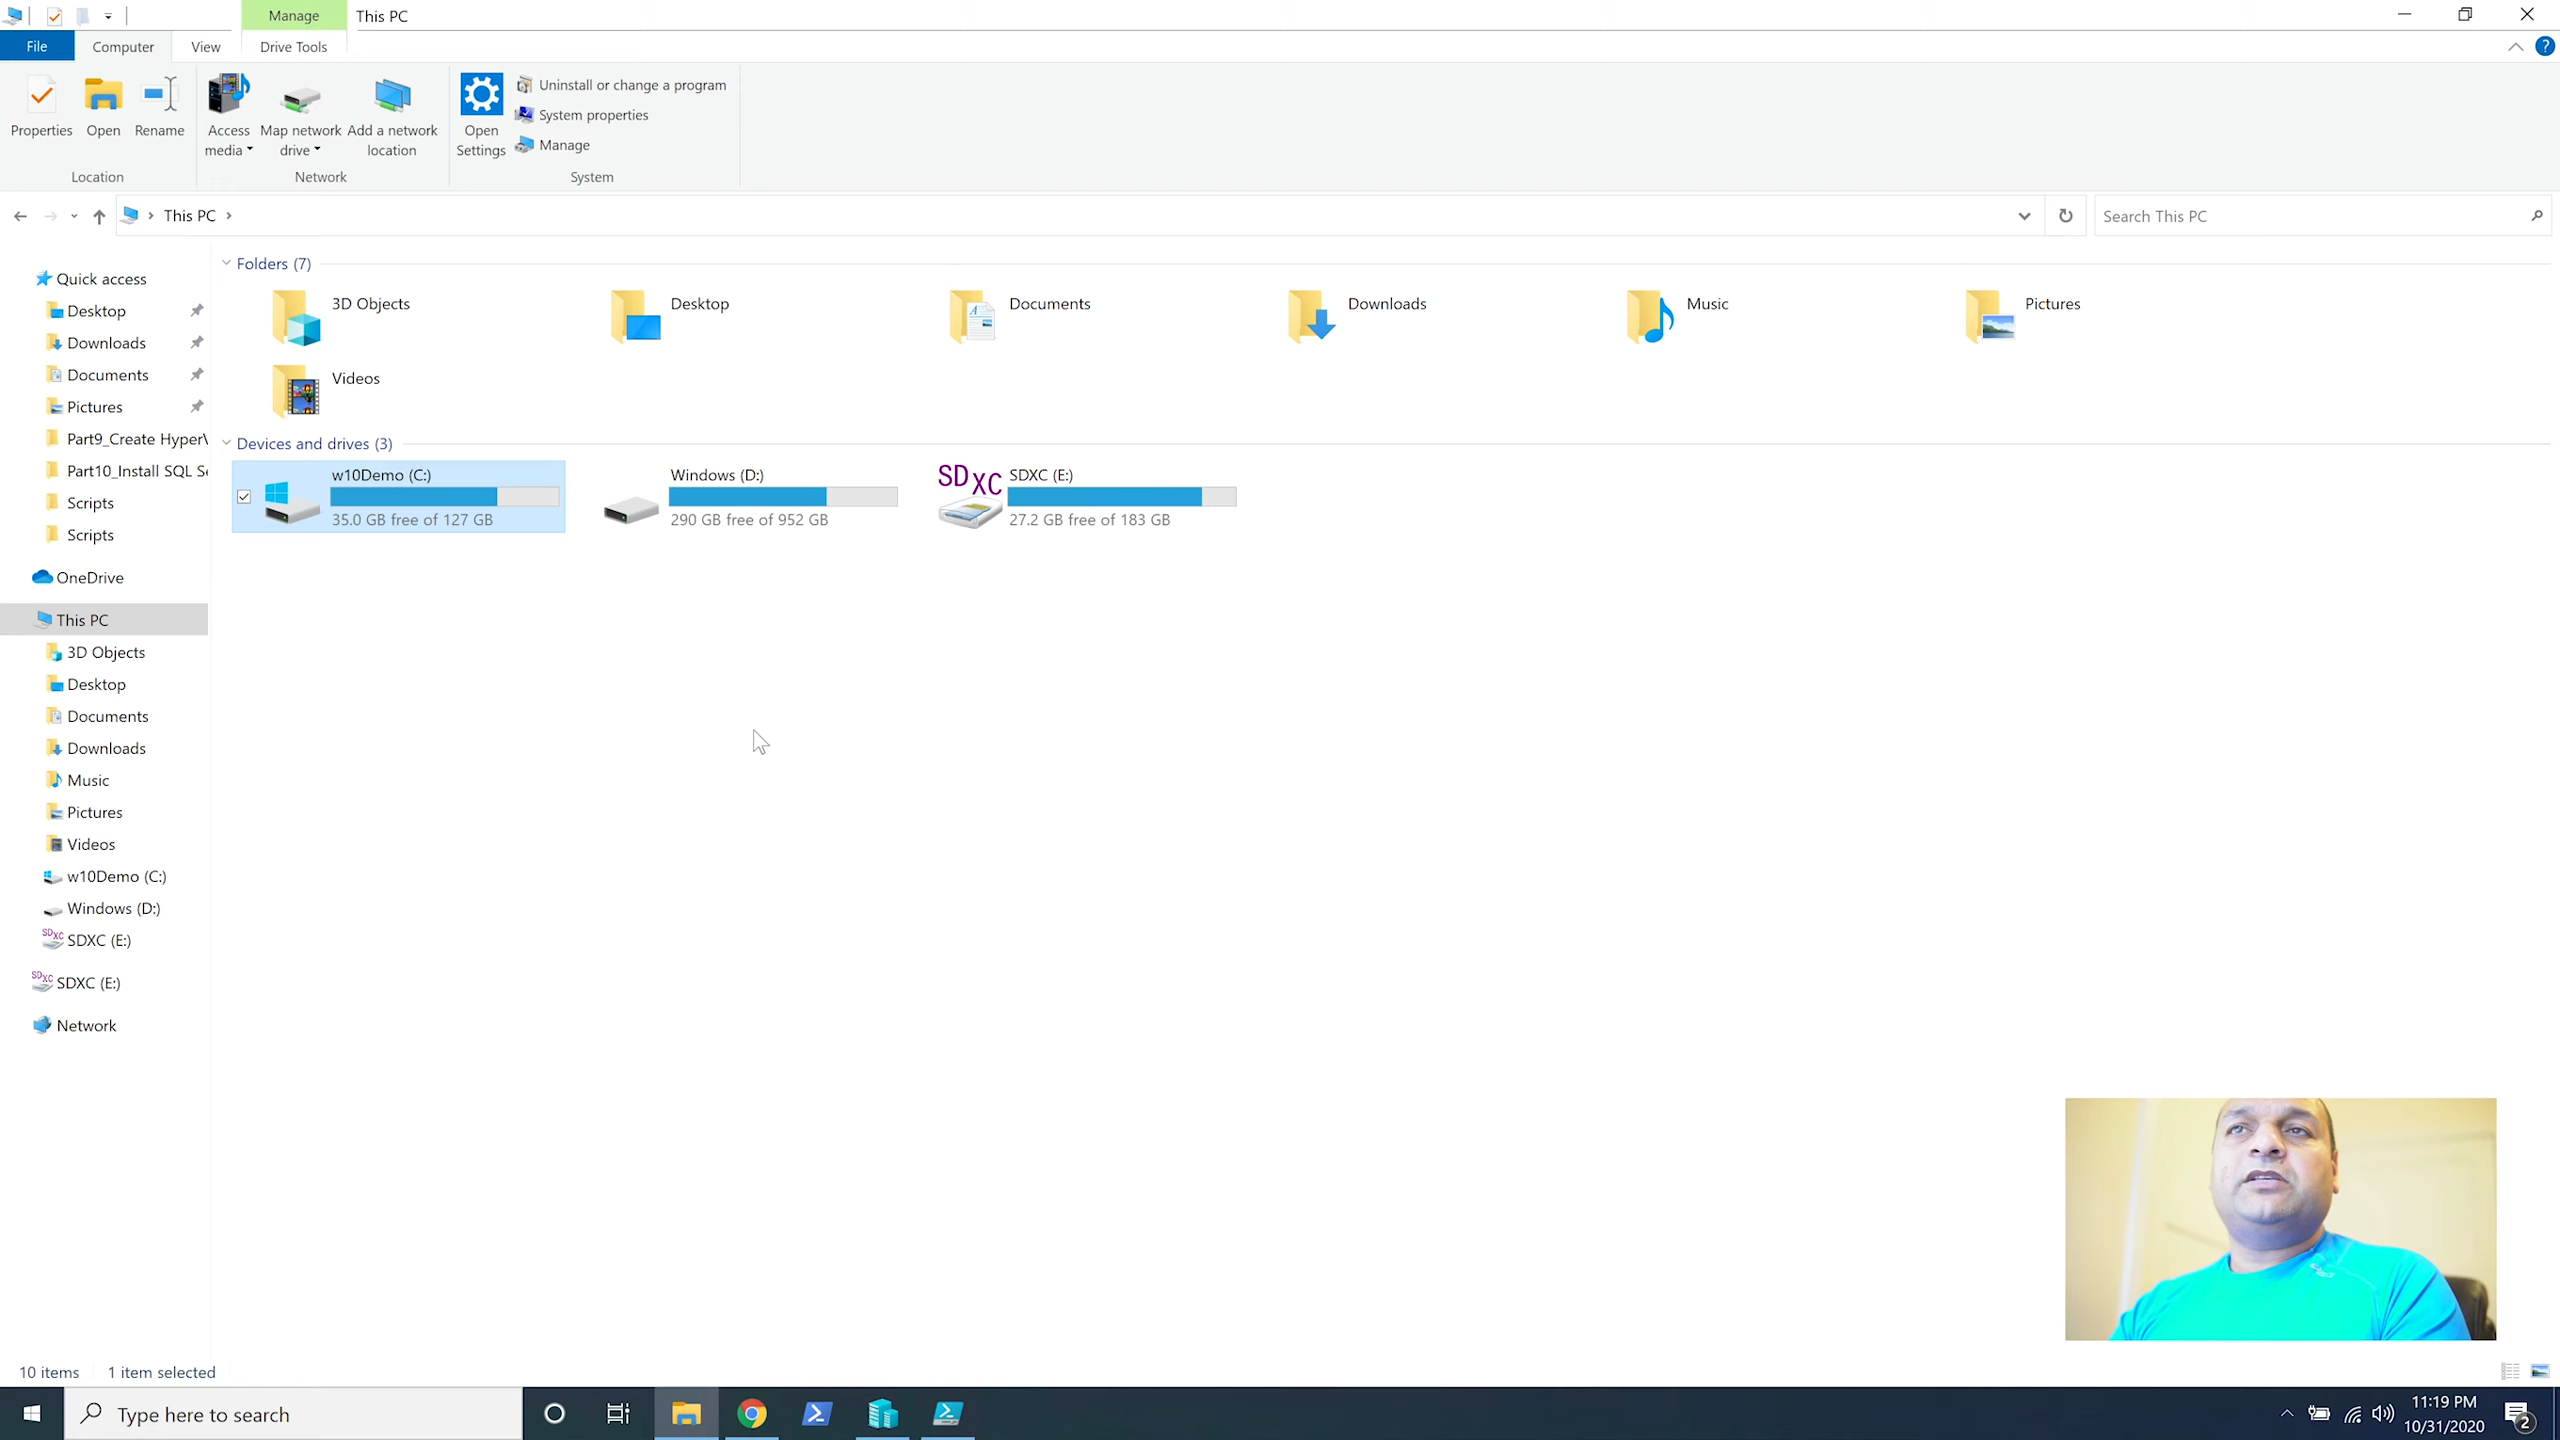 Manage
This PC
File
Computer
View
Drive Tools
Properties
Open
Rename
Access media
Map network drive
Add a network location
Open Settings
Uninstall or change a program
System properties
Manage
Location
Network
System
This PC
Search This PC
Quick access
Desktop
Downloads
Documents
Pictures
Part9_Create Hyper
Part10_Install SQL
Scripts
Scripts
OneDrive
This PC
3D Objects
Desktop
Documents
Downloads
Music
Pictures
Videos
w10Demo (C:)
Windows (D:)
SDXC (E:)
SDXC (E:)
Network
Folders (7)
3D Objects
Desktop
Documents
Downloads
Music
Pictures
Videos
Devices and drives (3)
w10Demo (C:)
35.0 GB free of 127 GB
Windows (D:)
290 GB free of 952 GB
SDXC
SDXC (E:)
27.2 GB free of 183 GB
10 items
1 item selected
Type here to search
11:19 PM
10/31/2020
2